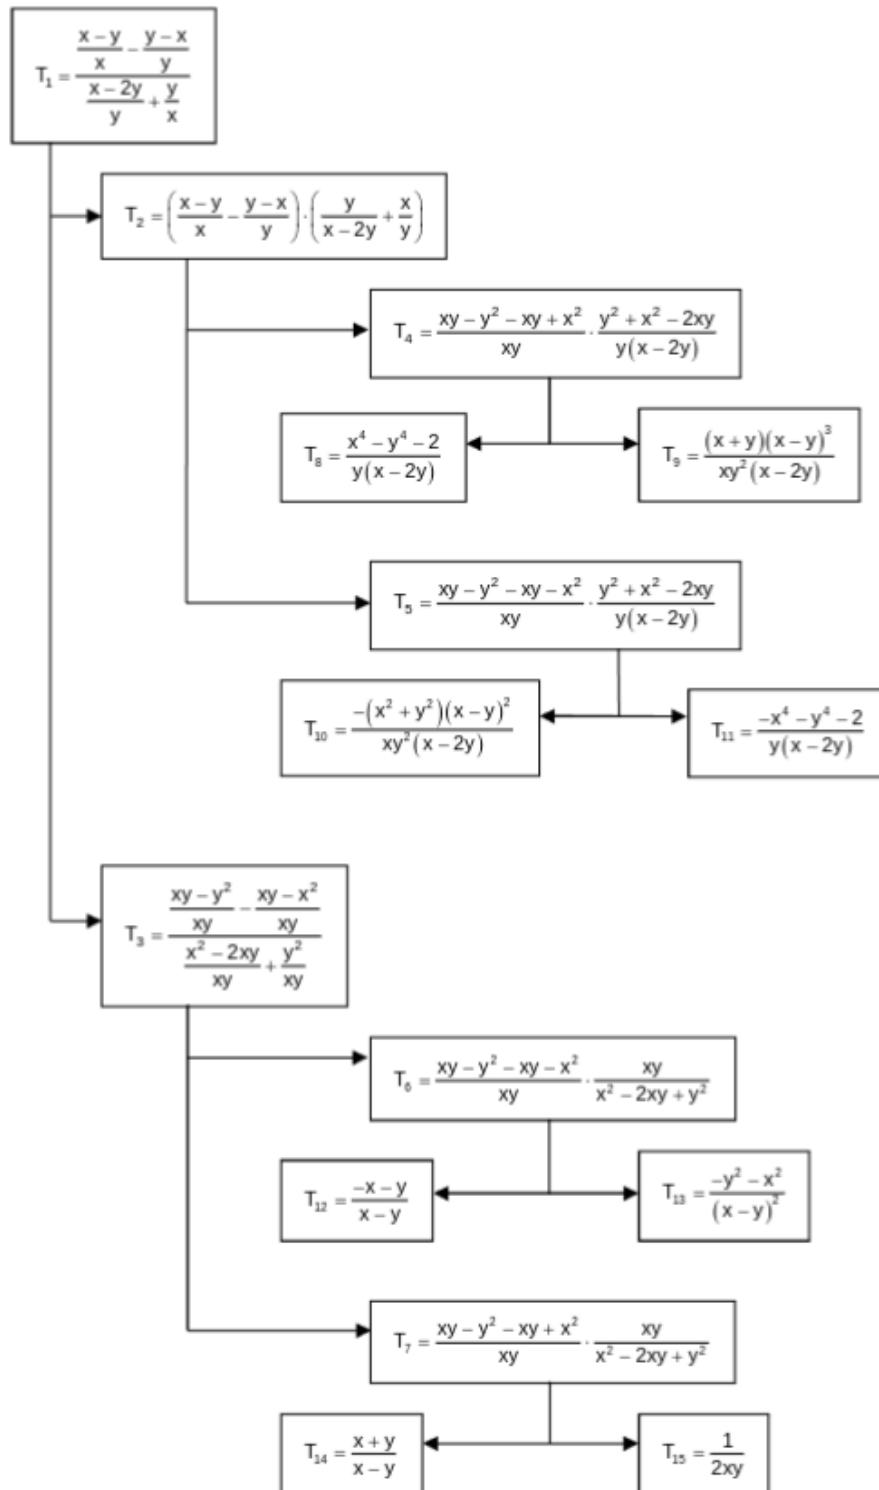 T₁ = ((x − y)/x − (y − x)/y) / ((x − 2y)/y + y/x)
T₂ = ((x − y)/x − (y − x)/y) · (y/(x − 2y) + x/y)
T₄ = (xy − y² − xy + x²)/xy · (y² + x² − 2xy)/(y(x − 2y))
T₈ = (x⁴ − y⁴ − 2)/(y(x − 2y))
T₉ = ((x + y)(x − y)³)/(xy²(x − 2y))
T₅ = (xy − y² − xy − x²)/xy · (y² + x² − 2xy)/(y(x − 2y))
T₁₀ = (−(x² + y²)(x − y)²)/(xy²(x − 2y))
T₁₁ = (−x⁴ − y⁴ − 2)/(y(x − 2y))
T₃ = ((xy − y²)/xy − (xy − x²)/xy) / ((x² − 2xy)/xy + y²/xy)
T₆ = (xy − y² − xy − x²)/xy · xy/(x² − 2xy + y²)
T₁₂ = (−x − y)/(x − y)
T₁₃ = (−y² − x²)/(x − y)²
T₇ = (xy − y² − xy + x²)/xy · xy/(x² − 2xy + y²)
T₁₄ = (x + y)/(x − y)
T₁₅ = 1/2xy